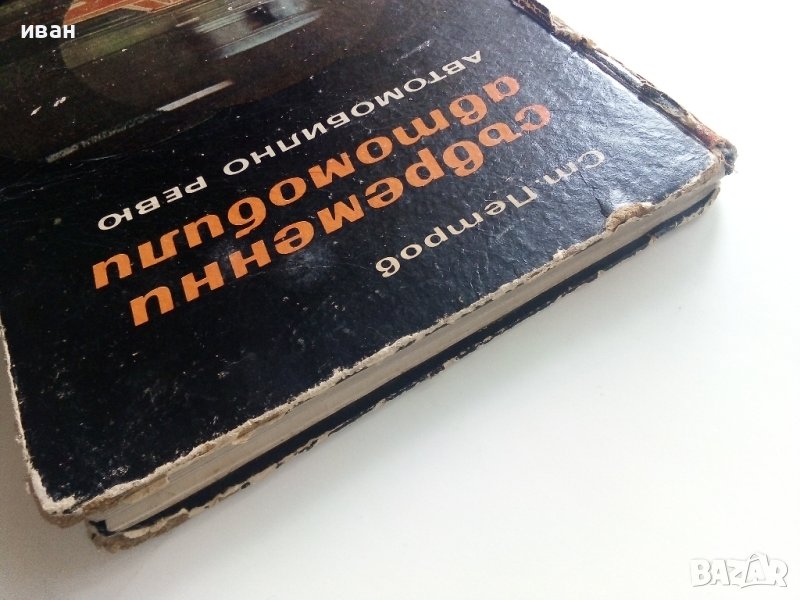 иван
Ст. Петров
съвременни
автомобили
АВТОМОБИЛНО РЕВЮ
BAZAR